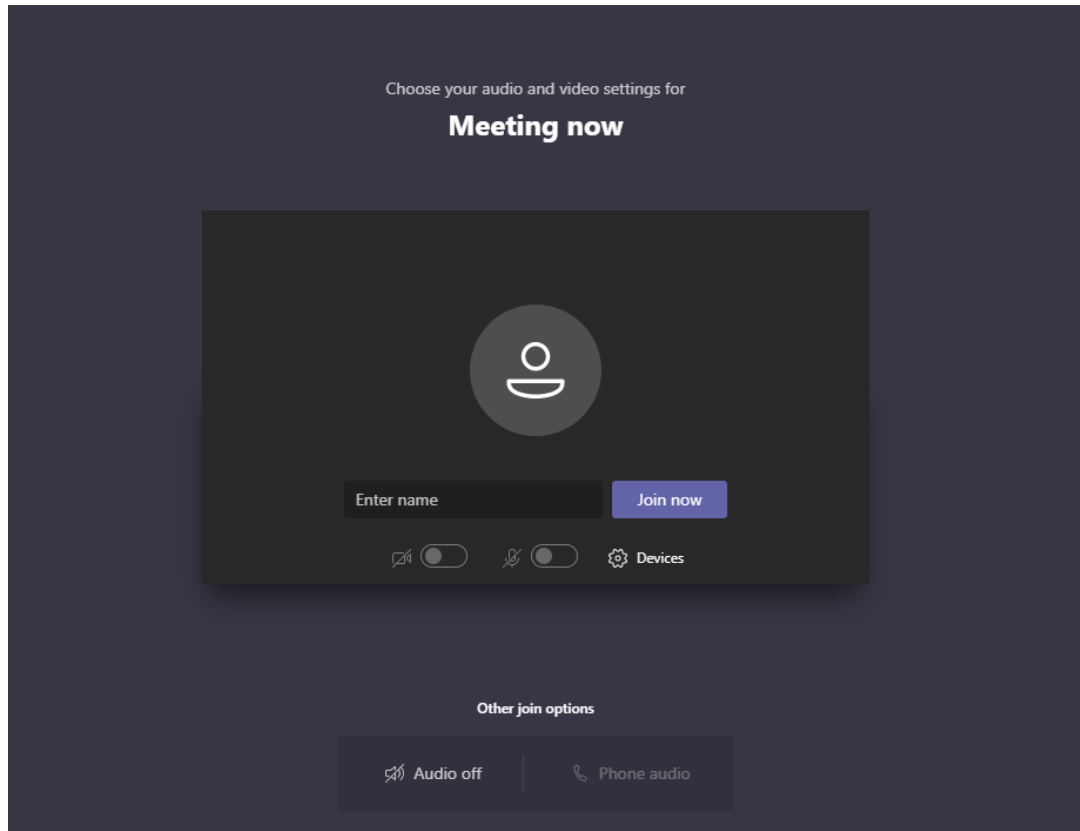 Choose your audio and video settings for
Meeting now
Enter name
Join now
Devices
Other join options
Audio off
Phone audio